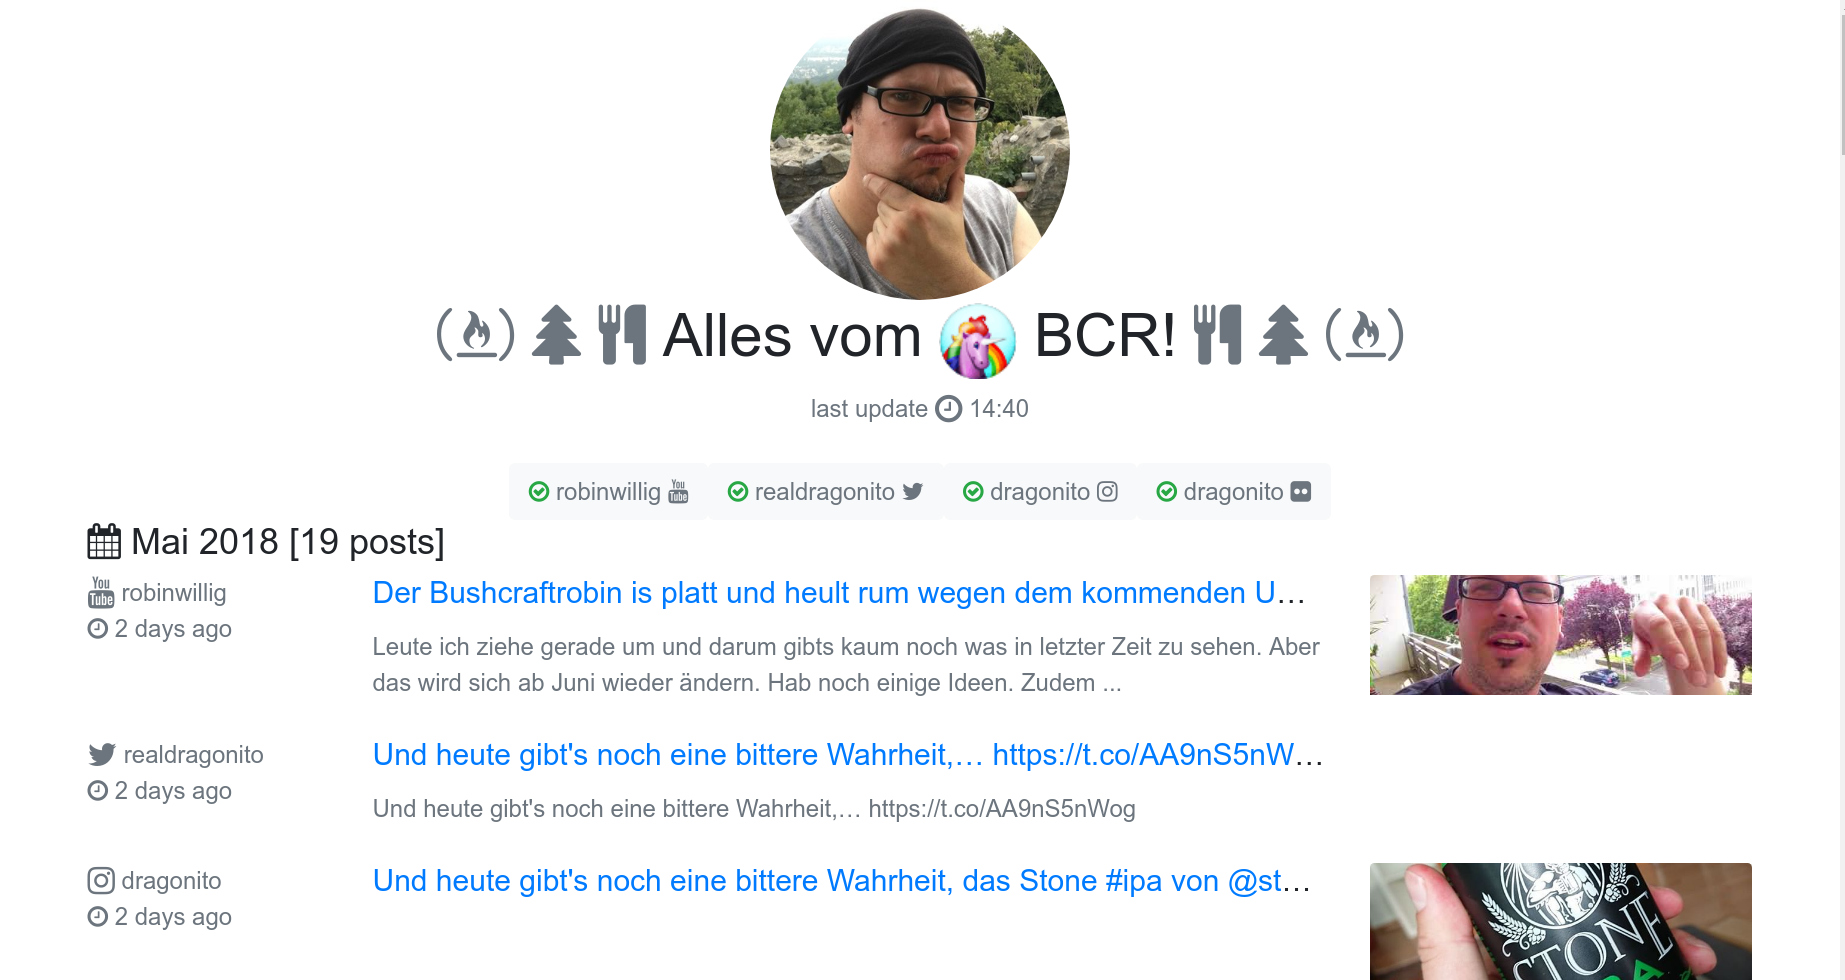 Alles vom BCR!
last update 14:40
robinwillig You Tube realdragonito dragonito dragonito
Mai 2018 [19 posts]
You Tube robinwillig
2 days ago
Der Bushcraftrobin is platt und heult rum wegen dem kommenden U...
Leute ich ziehe gerade um und darum gibts kaum noch was in letzter Zeit zu sehen. Aber
das wird sich ab Juni wieder ändern. Hab noch einige Ideen. Zudem ...
realdragonito
2 days ago
Und heute gibt's noch eine bittere Wahrheit,… https://t.co/AA9nS5nW...
Und heute gibt's noch eine bittere Wahrheit,… https://t.co/AA9nS5nWog
dragonito
2 days ago
Und heute gibt's noch eine bittere Wahrheit, das Stone #ipa von @st...
STONE